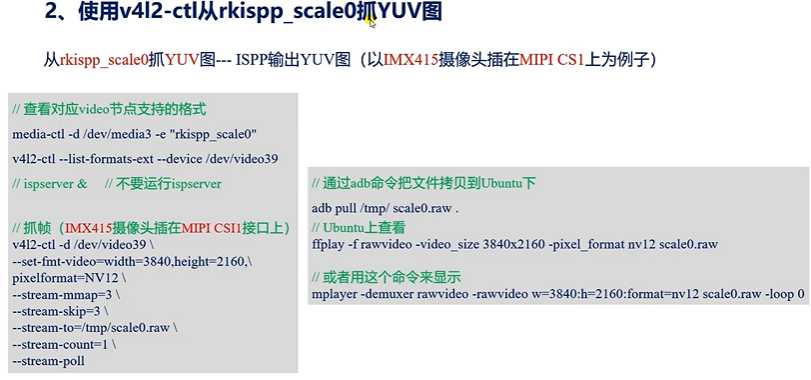 2、使用v4l2-ctl从rkispp_scale0抓YUV图
从rkispp_scale0抓YUV图--- ISPP输出YUV图（以IMX415摄像头插在MIPI CS1上为例子）
// 查看对应video节点支持的格式
media-ctl -d /dev/media3 -e "rkispp_scale0"
v4l2-ctl --list-formats-ext --device /dev/video39
// ispserver & // 不要运行ispserver
// 抓帧（IMX415摄像头插在MIPI CSI1接口上）
v4l2-ctl -d /dev/video39 \
--set-fmt-video=width=3840,height=2160,\
pixelformat=NV12 \
--stream-mmap=3 \
--stream-skip=3 \
--stream-to=/tmp/scale0.raw \
--stream-count=1 \
--stream-poll
// 通过adb命令把文件拷贝到Ubuntu下
adb pull /tmp/ scale0.raw .
// Ubuntu上查看
ffplay -f rawvideo -video_size 3840x2160 -pixel_format nv12 scale0.raw
// 或者用这个命令来显示
mplayer -demuxer rawvideo -rawvideo w=3840:h=2160:format=nv12 scale0.raw -loop 0